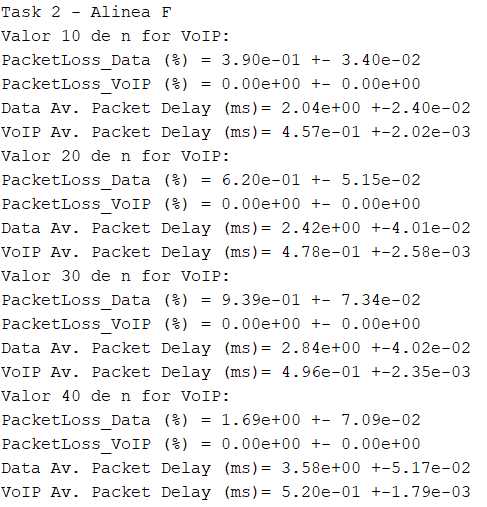 Task 2 - Alinea F
Valor 10 de n for VoIP:
PacketLoss_Data (%) = 3.90e-01 +- 3.40e-02
PacketLoss_VoIP (%) = 0.00e+00 +- 0.00e+00
Data Av. Packet Delay (ms)= 2.04e+00 +-2.40e-02
VoIP Av. Packet Delay (ms)= 4.57e-01 +-2.02e-03
Valor 20 de n for VoIP:
PacketLoss_Data (%) = 6.20e-01 +- 5.15e-02
PacketLoss_VoIP (%) = 0.00e+00 +- 0.00e+00
Data Av. Packet Delay (ms)= 2.42e+00 +-4.01e-02
VoIP Av. Packet Delay (ms)= 4.78e-01 +-2.58e-03
Valor 30 de n for VoIP:
PacketLoss_Data (%) = 9.39e-01 +- 7.34e-02
PacketLoss_VoIP (%) = 0.00e+00 +- 0.00e+00
Data Av. Packet Delay (ms)= 2.84e+00 +-4.02e-02
VoIP Av. Packet Delay (ms)= 4.96e-01 +-2.35e-03
Valor 40 de n for VoIP:
PacketLoss_Data (%) = 1.69e+00 +- 7.09e-02
PacketLoss_VoIP (%) = 0.00e+00 +- 0.00e+00
Data Av. Packet Delay (ms)= 3.58e+00 +-5.17e-02
VoIP Av. Packet Delay (ms)= 5.20e-01 +-1.79e-03